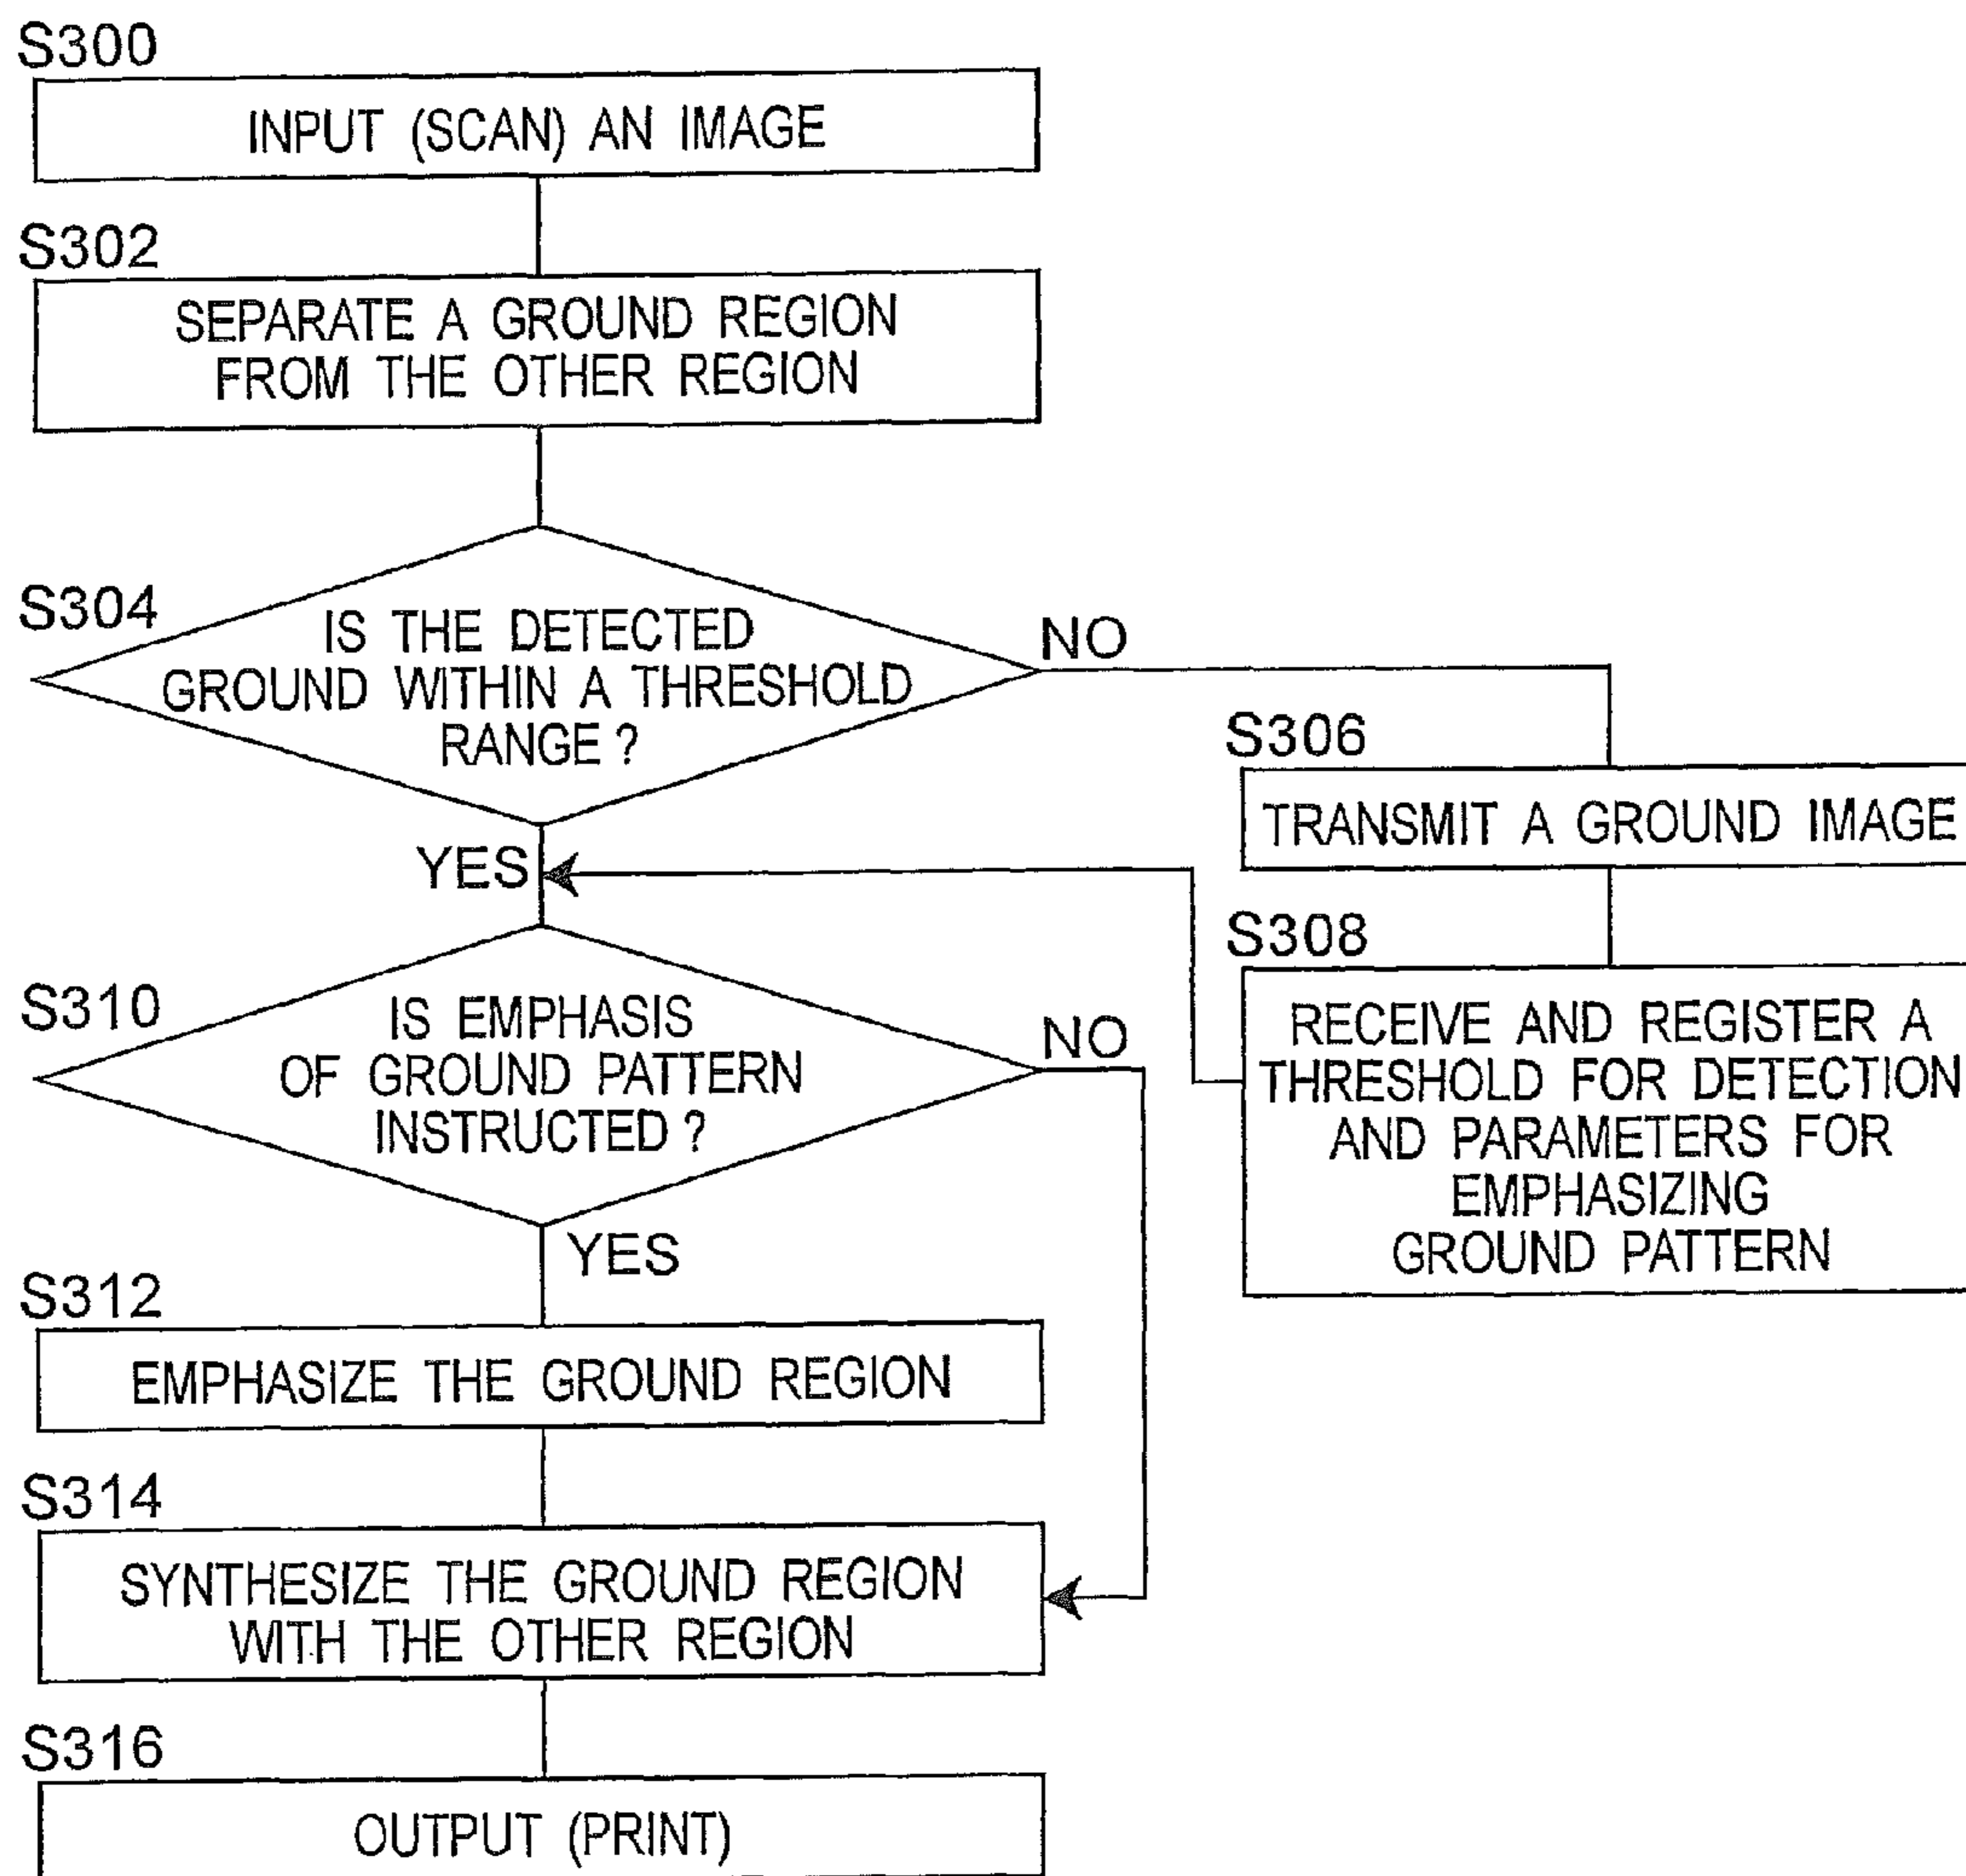 S300
INPUT (SCAN) AN IMAGE
S302
SEPARATE A GROUND REGION
FROM THE OTHER REGION
S304
IS THE DETECTED
GROUND WITHIN A THRESHOLD
RANGE ?
NO
YES
S306
TRANSMIT A GROUND IMAGE
S308
RECEIVE AND REGISTER A
THRESHOLD FOR DETECTION
AND PARAMETERS FOR
EMPHASIZING
GROUND PATTERN
S310
IS EMPHASIS
OF GROUND PATTERN
INSTRUCTED ?
NO
YES
S312
EMPHASIZE THE GROUND REGION
S314
SYNTHESIZE THE GROUND REGION
WITH THE OTHER REGION
S316
OUTPUT (PRINT)